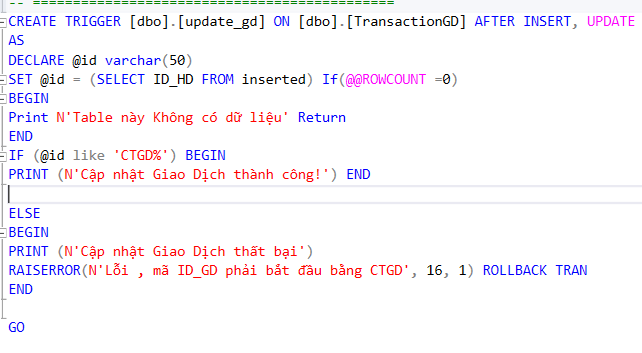 -- =============================================
CREATE TRIGGER [dbo].[update_gd] ON [dbo].[TransactionGD] AFTER INSERT, UPDATE
AS
DECLARE @id varchar(50)
SET @id = (SELECT ID_HD FROM inserted) If(@@ROWCOUNT =0)
BEGIN
Print N'Table này Không có dữ liệu' Return
END
IF (@id like 'CTGD%') BEGIN
PRINT (N'Cập nhật Giao Dịch thành công!') END
ELSE
BEGIN
PRINT (N'Cập nhật Giao Dịch thất bại')
RAISERROR(N'Lỗi , mã ID_GD phải bắt đầu bằng CTGD', 16, 1) ROLLBACK TRAN
END
GO